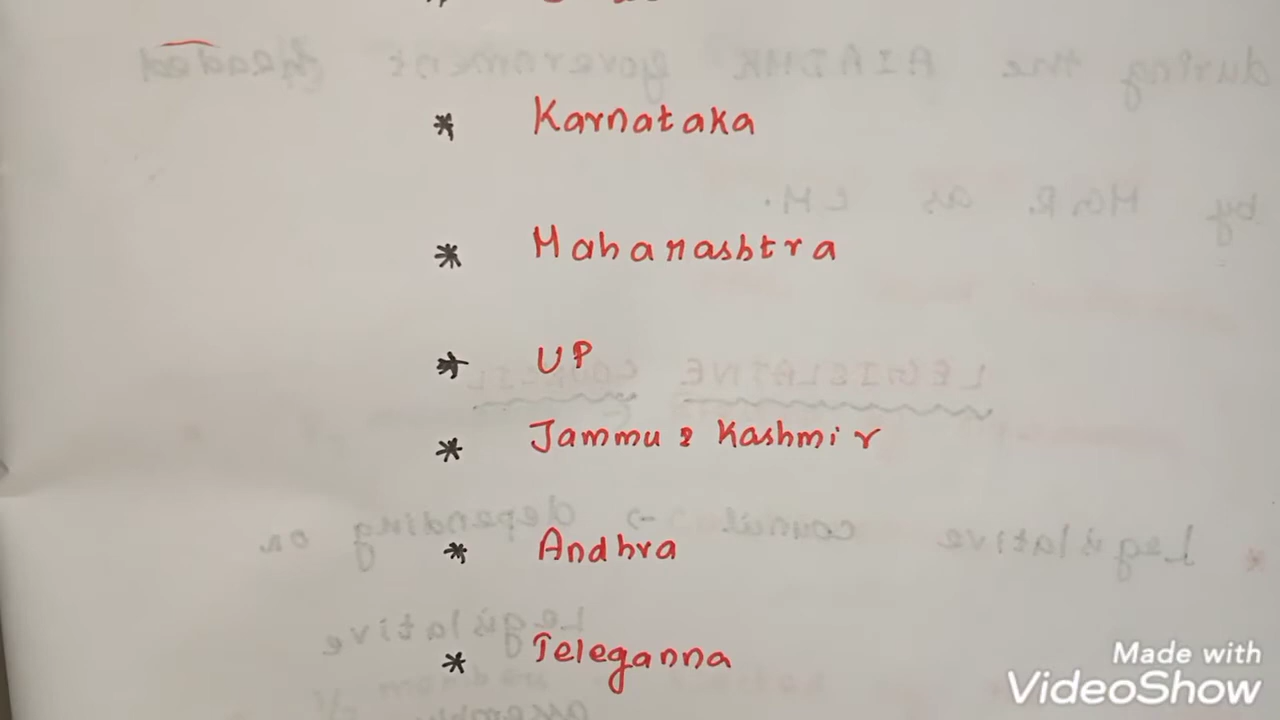 * Karnataka
* Maharashtra
* UP
* Jammu & Kashmir
* Andhra
* Teleganna
Made with
VideoShow